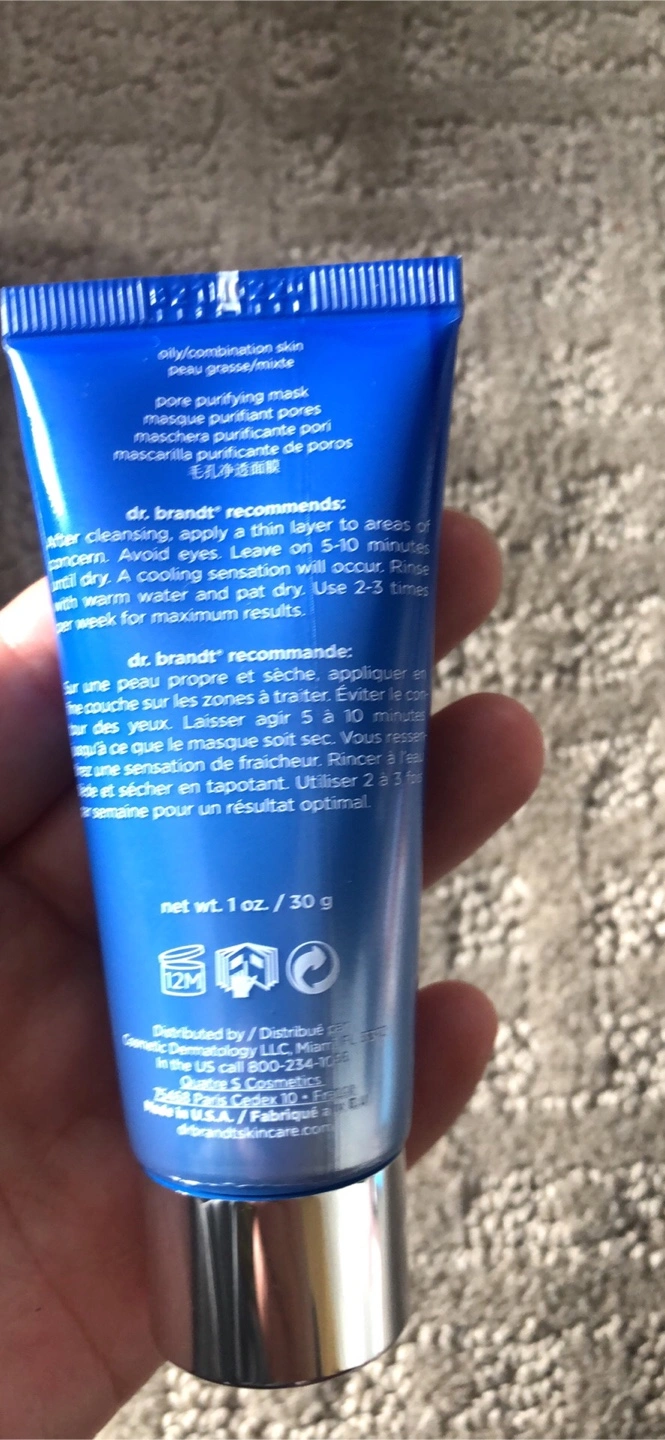 oily/combination skin
peau grasse/mixte
pore purifying mask
masque purifiant pores
maschera purificante pori
mascarilla purificante de poros
毛孔净透面膜
dr. brandt® recommends:
After cleansing, apply a thin layer to areas of
concern. Avoid eyes. Leave on 5-10 minutes
until dry. A cooling sensation will occur. Rinse
with warm water and pat dry. Use 2-3 times
per week for maximum results.
dr. brandt® recommande:
Sur une peau propre et sèche, appliquer en
fine couche sur les zones à traiter. Éviter le con-
tour des yeux. Laisser agir 5 à 10 minutes
jusqu'à ce que le masque soit sec. Vous ressen-
tirez une sensation de fraicheur. Rincer à l'eau
tiède et sécher en tapotant. Utiliser 2 à 3 fois
par semaine pour un résultat optimal.
net wt. 1 oz. / 30 g
12M
Distributed by / Distribué par
Cosmetic Dermatology LLC, Miami, FL
In the US call 800-234-
Quatre S Cosmetics
75468 Paris Cedex 10 • France
Made in U.S.A. / Fabriqué
drbrandtskincare.com